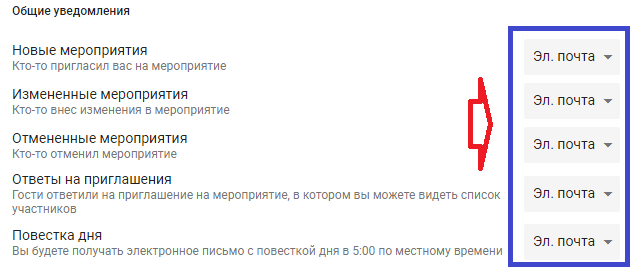 Общие уведомления
Новые мероприятия
Кто-то пригласил вас на мероприятие
Эл. почта
Измененные мероприятия
Кто-то внес изменения в мероприятие
Эл. почта
Отмененные мероприятия
Кто-то отменил мероприятие
Эл. почта
Ответы на приглашения
Гости ответили на приглашение на мероприятие, в котором вы можете видеть список
участников
Эл. почта
Повестка дня
Вы будете получать электронное письмо с повесткой дня в 5:00 по местному времени
Эл. почта